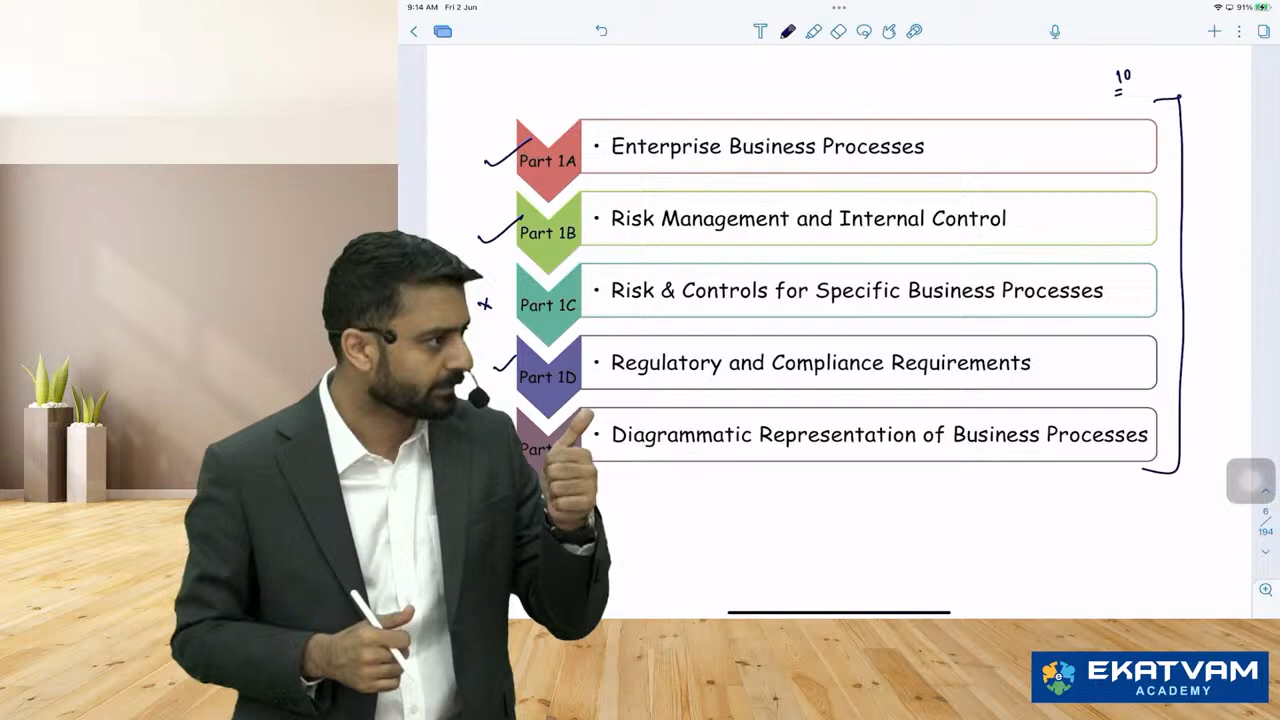 9:14 AM Fri 2 Jun
91%
T
10
Part 1A
• Enterprise Business Processes
Part 1B
• Risk Management and Internal Control
Part 1C
• Risk & Controls for Specific Business Processes
Part 1D
• Regulatory and Compliance Requirements
Part
• Diagrammatic Representation of Business Processes
6
/
194
EKATVAM
ACADEMY